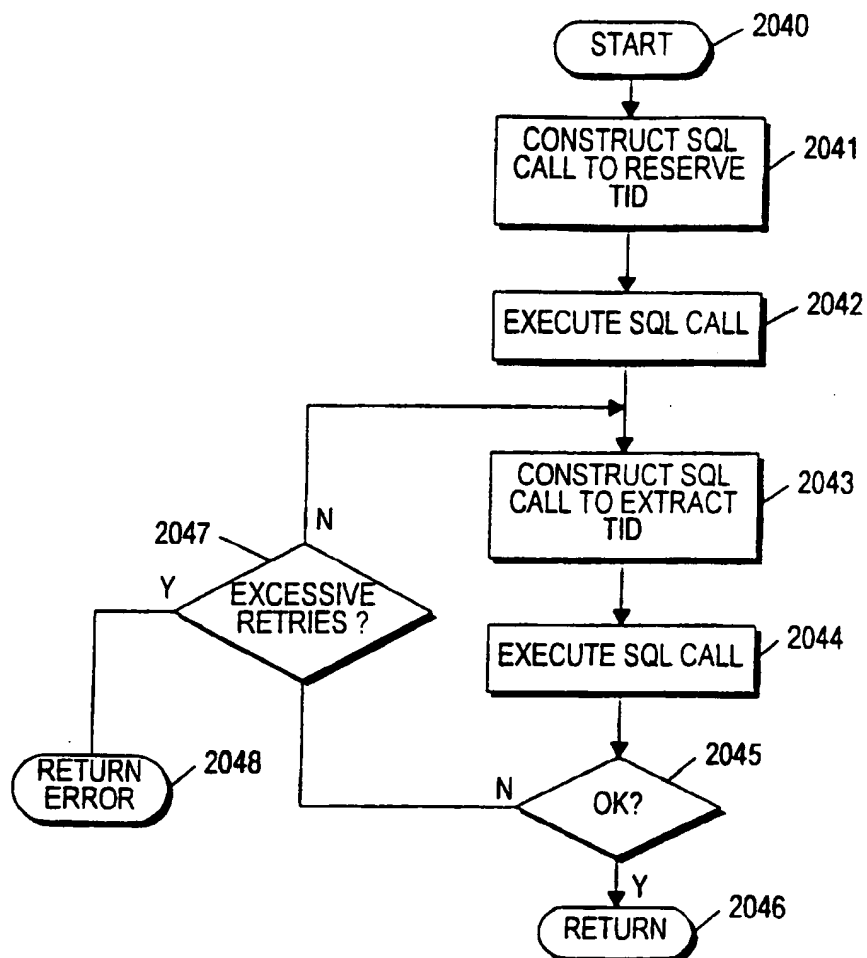 START
2040
CONSTRUCT SQL
CALL TO RESERVE
TID
2041
EXECUTE SQL CALL
2042
CONSTRUCT SQL
CALL TO EXTRACT
TID
2043
N
2047
Y
EXCESSIVE
RETRIES ?
EXECUTE SQL CALL
2044
RETURN
ERROR
2048
N
OK?
2045
Y
RETURN
2046